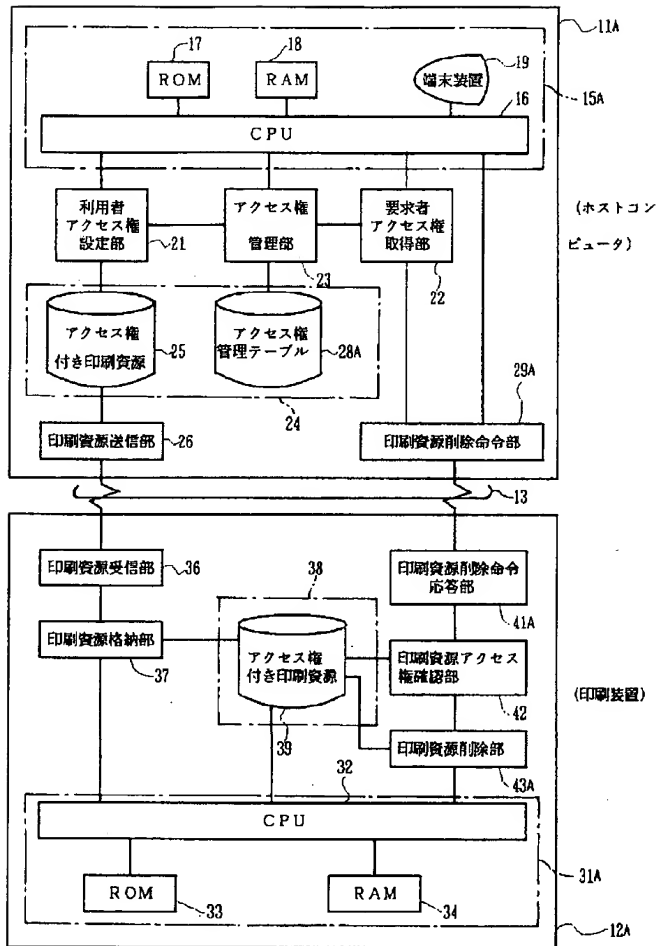 11A
17
18
19
ROM
RAM
端末装置
16
15A
CPU
利用者
アクセス権
設定部
21
アクセス権
管理部
23
要求者
アクセス権
取得部
22
(ホストコン
ピュータ)
アクセス権
付き印刷資源
25
アクセス権
管理テーブル
28A
24
29A
印刷資源送信部
26
印刷資源削除命令部
13
印刷資源受信部
36
38
印刷資源削除命令
応答部
41A
印刷資源格納部
37
アクセス権
付き印刷資源
39
印刷資源アクセス
権確認部
42
(印刷装置)
印刷資源削除部
43A
32
CPU
31A
ROM
33
RAM
34
12A